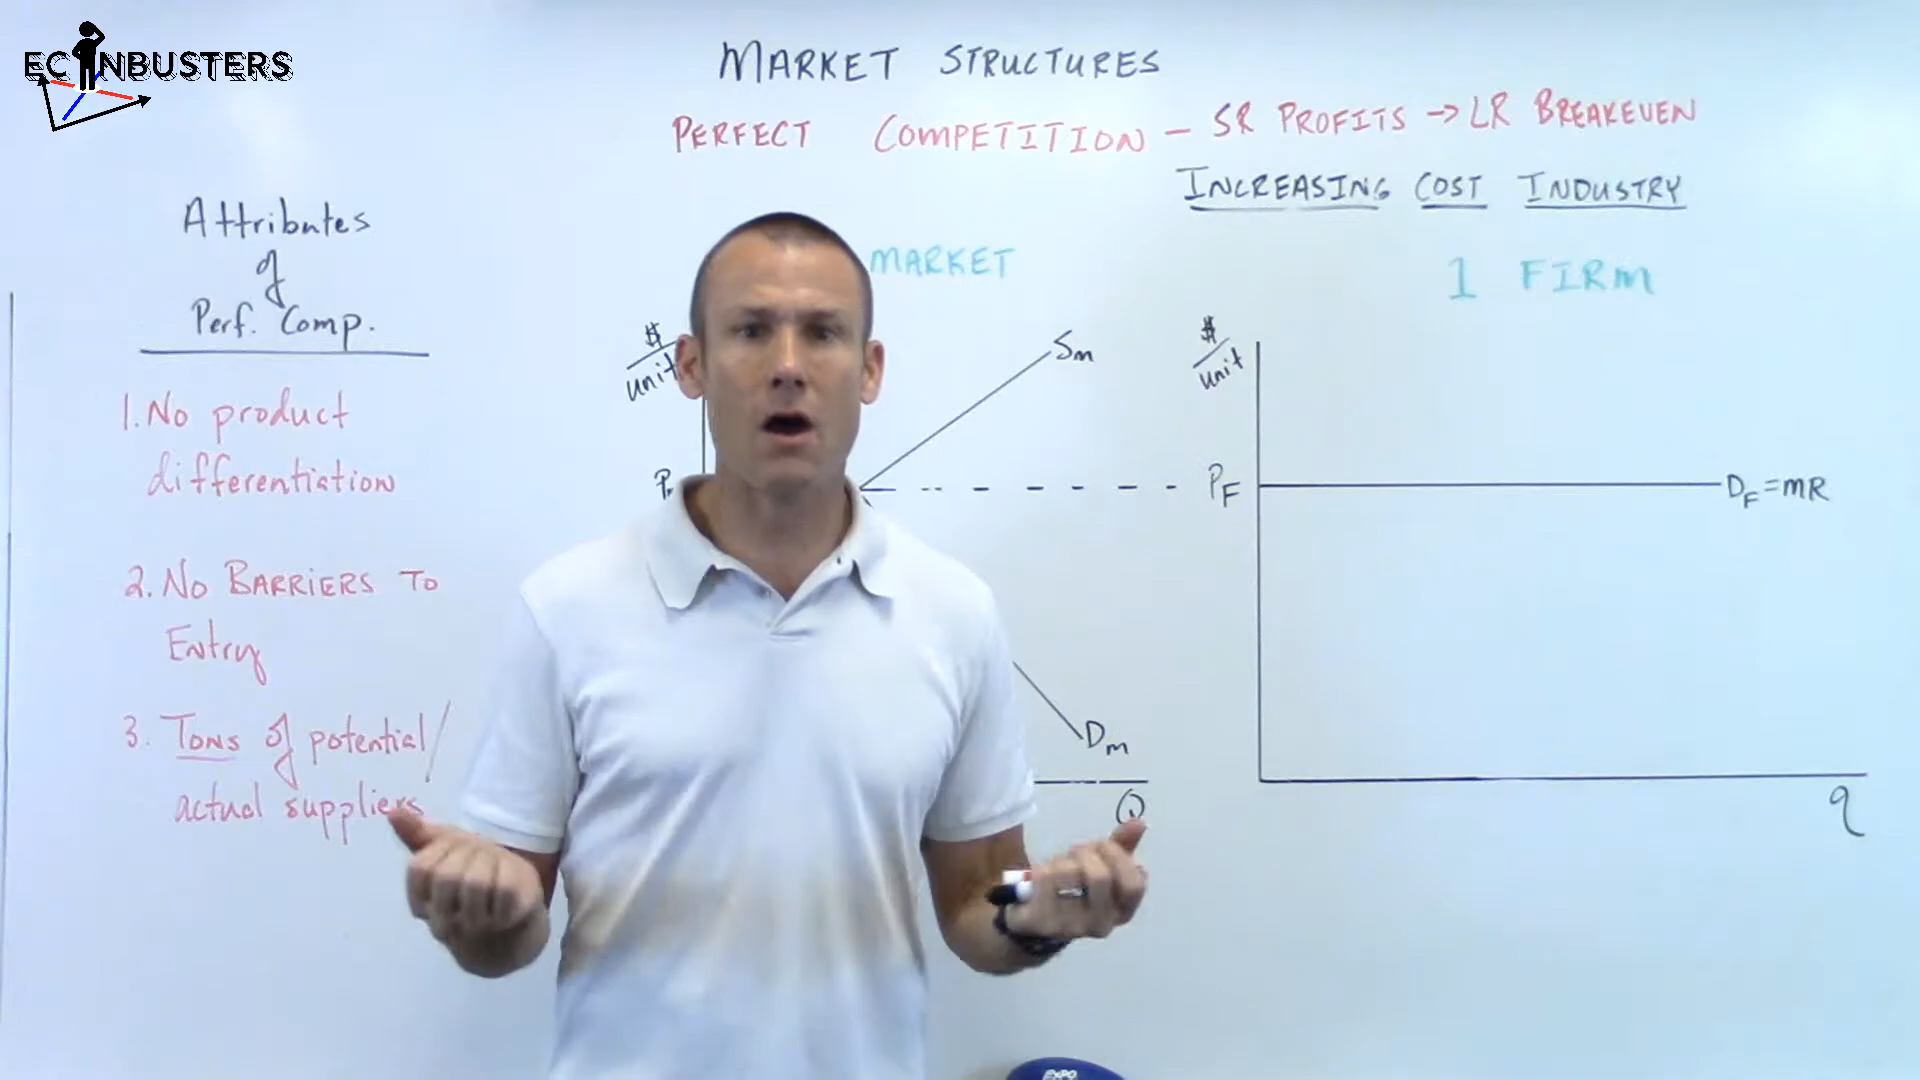 ECONBUSTERS
MARKET STRUCTURES
PERFECT COMPETITION - SR PROFITS → LR BREAKEVEN
INCREASING COST INDUSTRY
Attributes
of
Perf. Comp.
1. No product
differentiation
2. No BARRIERS TO
Entry
3. Tons of potential/
actual suppliers
MARKET
$
unit
Sm
Dm
Q
1 FIRM
$/
unit
PF
DF=MR
q
EXPO